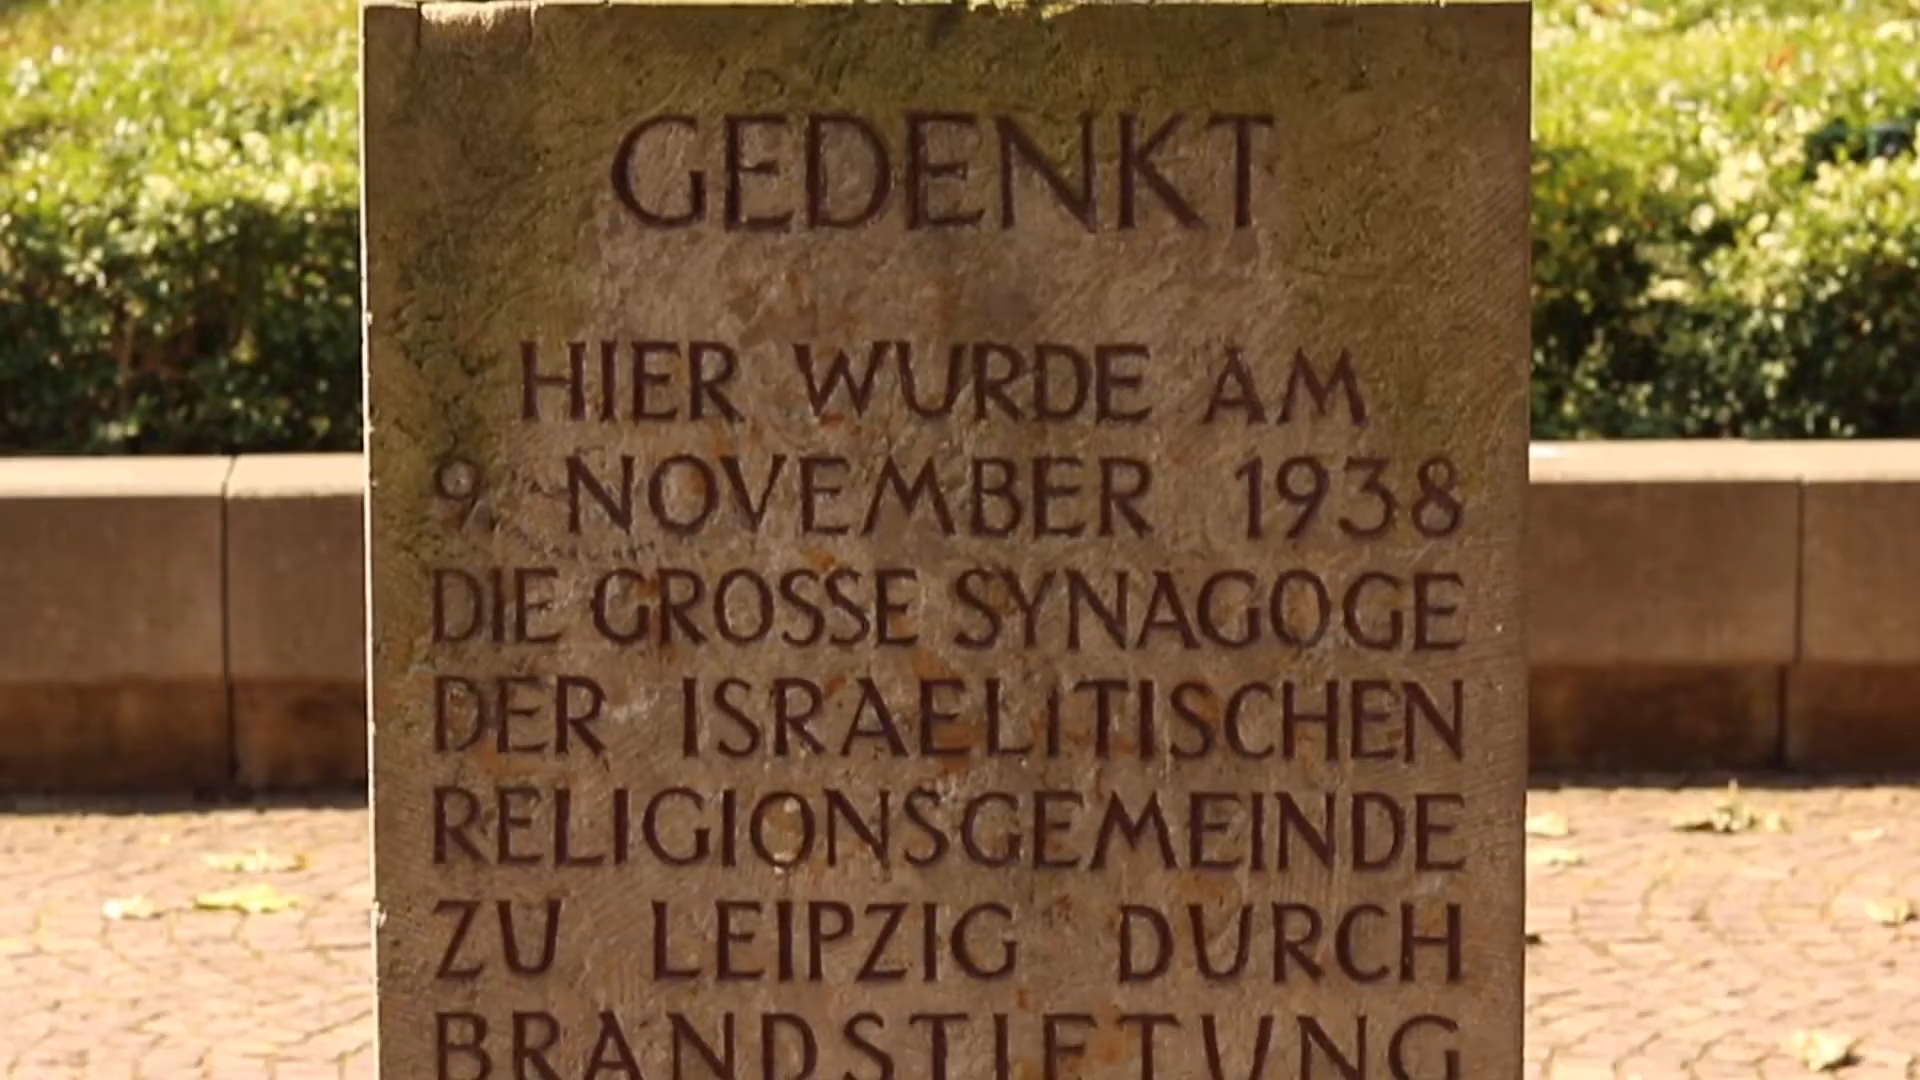 GEDENKT
HIER WURDE AM
9. NOVEMBER 1938
DIE GROSSE SYNAGOGE
DER ISRAELITISCHEN
RELIGIONSGEMEINDE
ZU LEIPZIG DURCH
BRANDSTIFTUNG